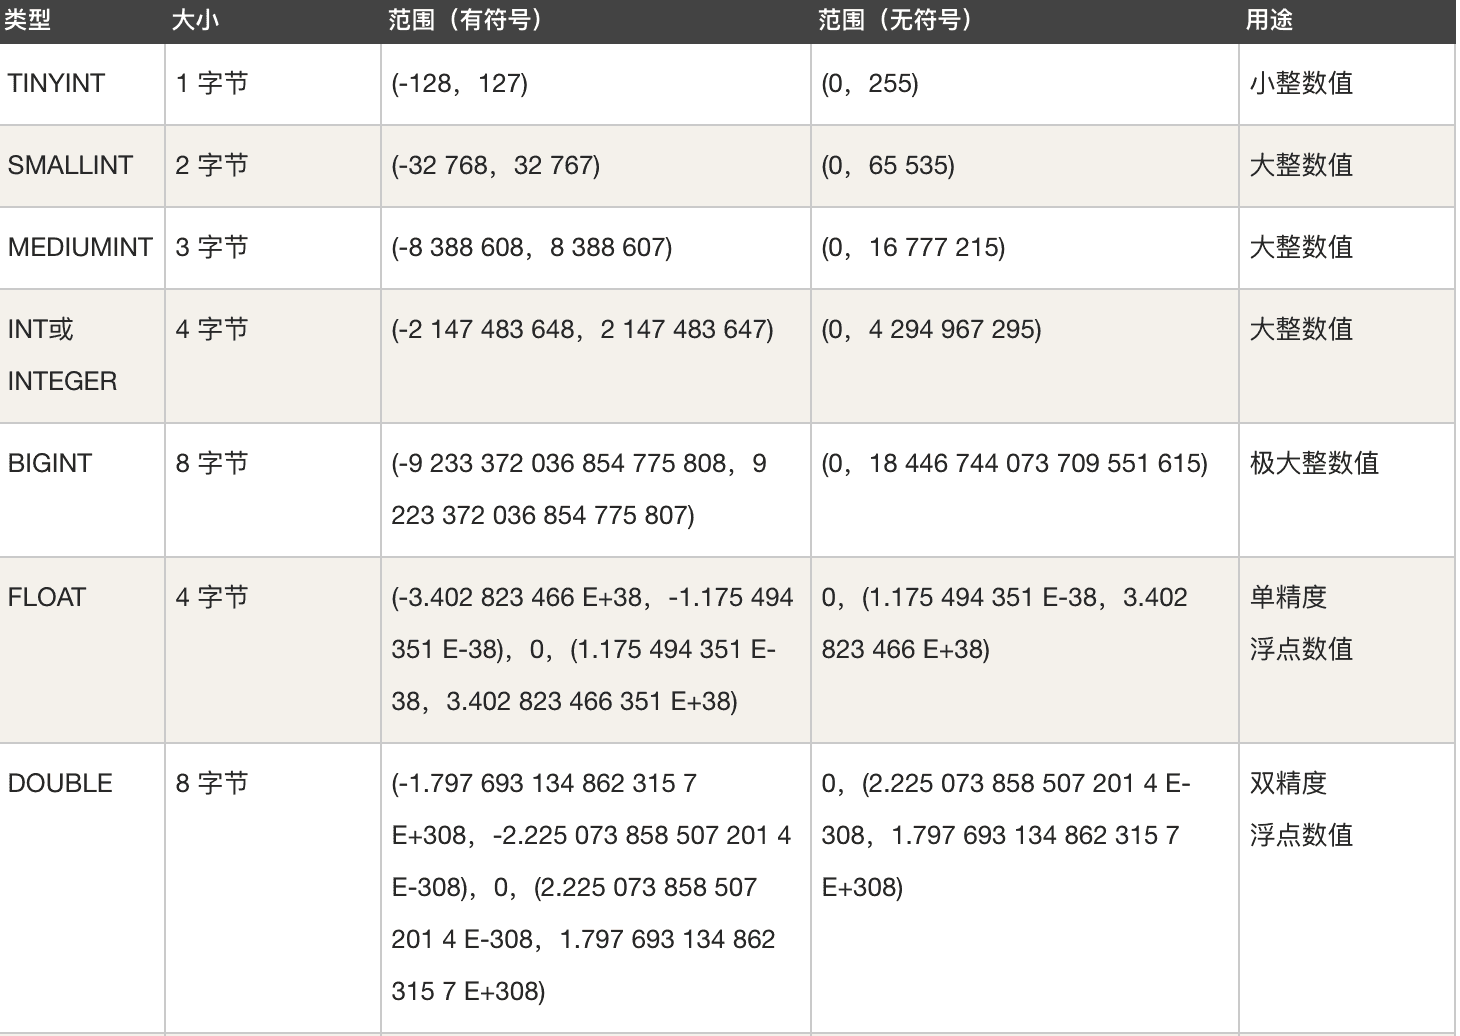 类型 大小 范围（有符号） 范围（无符号） 用途
TINYINT 1 字节 (-128，127) (0，255) 小整数值
SMALLINT 2 字节 (-32 768，32 767) (0，65 535) 大整数值
MEDIUMINT 3 字节 (-8 388 608，8 388 607) (0，16 777 215) 大整数值
INT或 4 字节 (-2 147 483 648，2 147 483 647) (0，4 294 967 295) 大整数值
INTEGER
BIGINT 8 字节 (-9 233 372 036 854 775 808，9 (0，18 446 744 073 709 551 615) 极大整数值
223 372 036 854 775 807)
FLOAT 4 字节 (-3.402 823 466 E+38，-1.175 494 0，(1.175 494 351 E-38，3.402 单精度
351 E-38)，0，(1.175 494 351 E- 823 466 E+38) 浮点数值
38，3.402 823 466 351 E+38)
DOUBLE 8 字节 (-1.797 693 134 862 315 7 0，(2.225 073 858 507 201 4 E- 双精度
E+308，-2.225 073 858 507 201 4 308，1.797 693 134 862 315 7 浮点数值
E-308)，0，(2.225 073 858 507 E+308)
201 4 E-308，1.797 693 134 862
315 7 E+308)